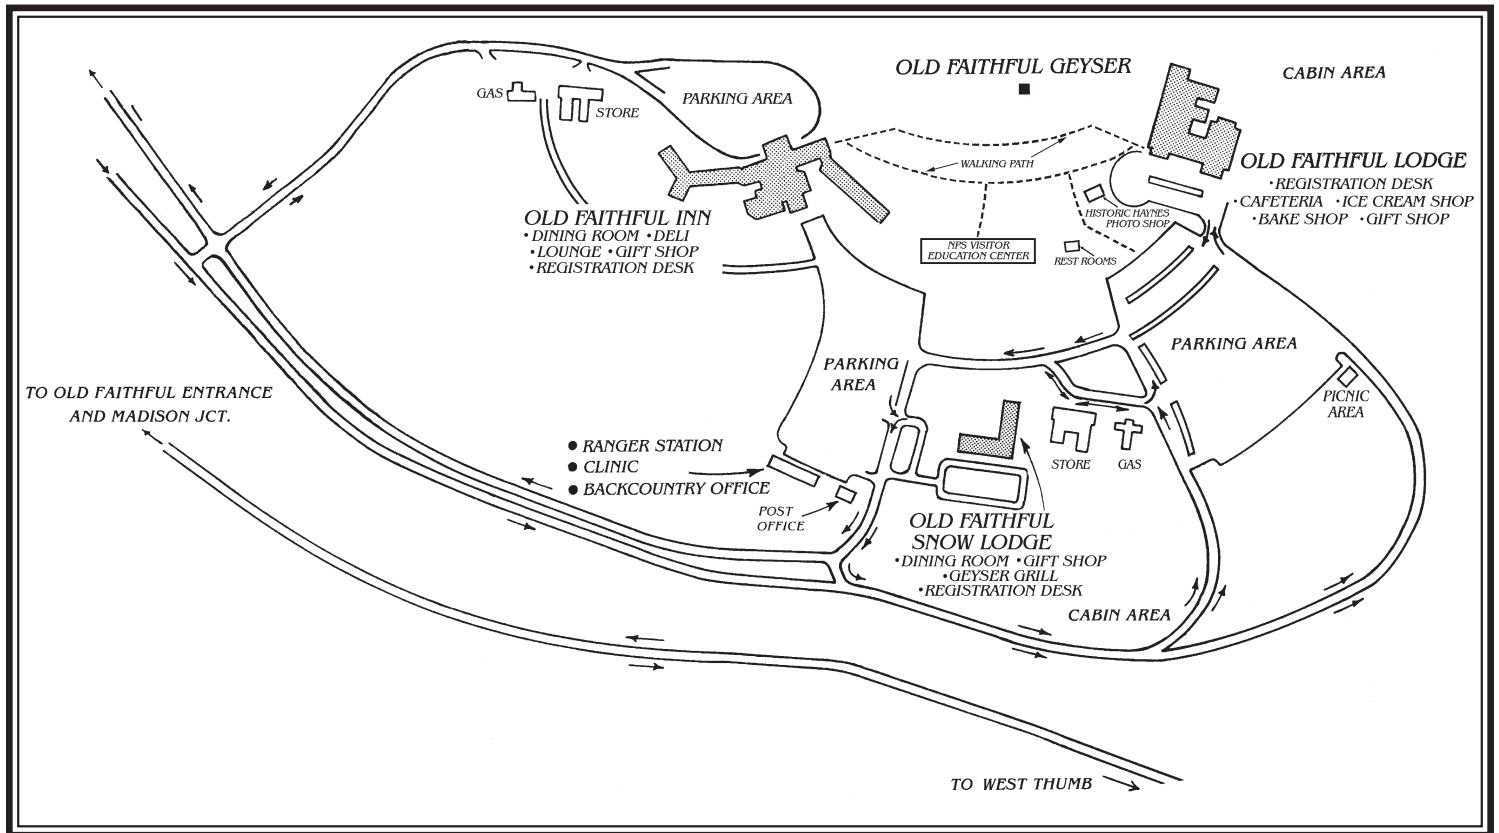 OLD FAITHFUL GEYSER
CABIN AREA
GAS
STORE
PARKING AREA
WALKING PATH
OLD FAITHFUL LODGE
•REGISTRATION DESK
•CAFETERIA •ICE CREAM SHOP
•BAKE SHOP •GIFT SHOP
HISTORIC HAYNES
PHOTO SHOP
OLD FAITHFUL INN
•DINING ROOM •DELI
•LOUNGE •GIFT SHOP
•REGISTRATION DESK
NPS VISITOR
EDUCATION CENTER
REST ROOMS
PARKING AREA
PARKING
AREA
TO OLD FAITHFUL ENTRANCE
AND MADISON JCT.
PICNIC
AREA
• RANGER STATION
• CLINIC
• BACKCOUNTRY OFFICE
STORE
GAS
POST
OFFICE
OLD FAITHFUL
SNOW LODGE
•DINING ROOM •GIFT SHOP
•GEYSER GRILL
•REGISTRATION DESK
CABIN AREA
TO WEST THUMB